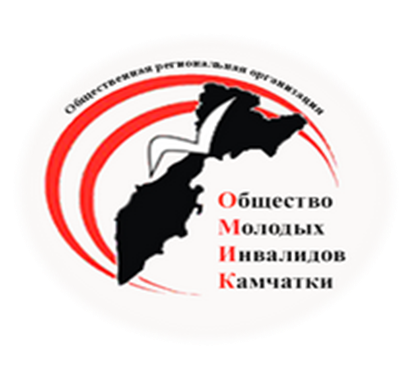 Общественная региональная организация
Общество
Молодых
Инвалидов
Камчатки